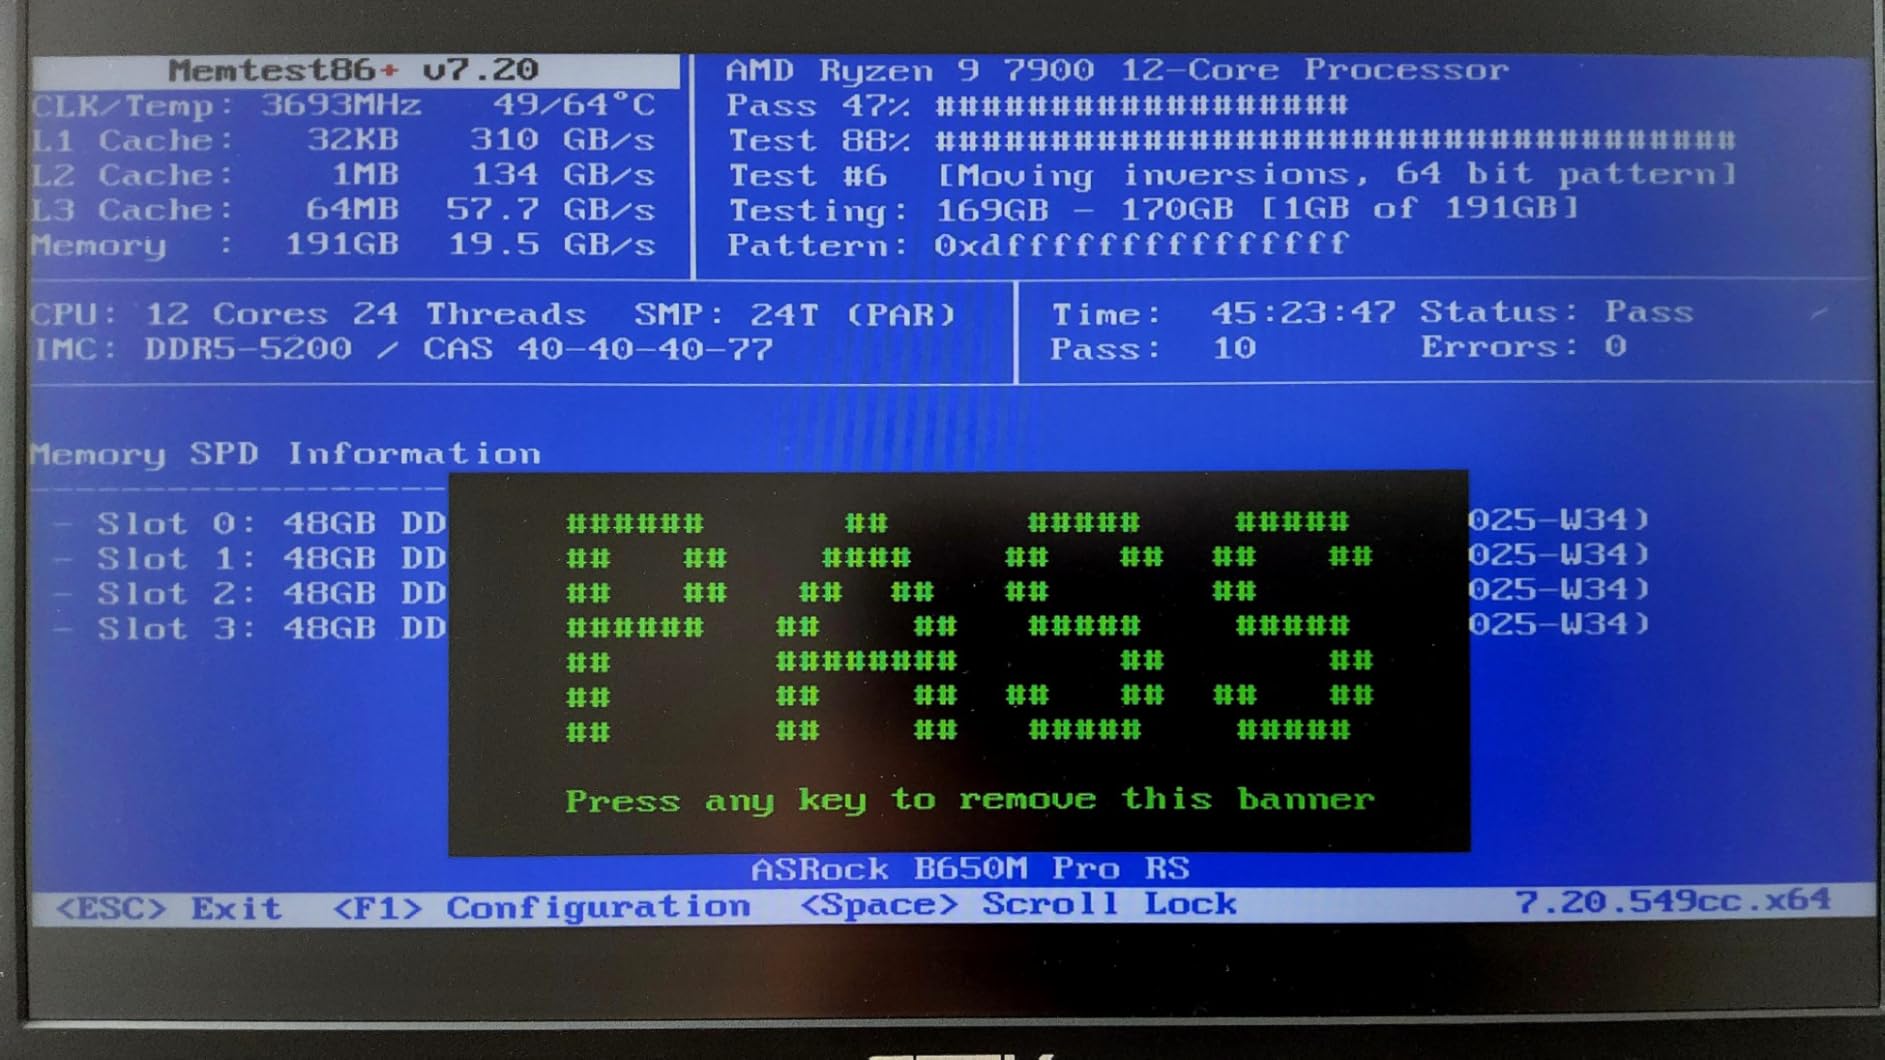 Memtest86+ v7.20
CLK/Temp: 3693MHz 49/64°C
L1 Cache: 32KB 310 GB/s
L2 Cache: 1MB 134 GB/s
L3 Cache: 64MB 57.7 GB/s
Memory : 191GB 19.5 GB/s
AMD Ryzen 9 7900 12-Core Processor
Pass 47% ##################
Test 88% ###################################
Test #6 [Moving inversions, 64 bit pattern]
Testing: 169GB - 170GB [1GB of 191GB]
Pattern: 0xdfffffffffffffff
CPU: 12 Cores 24 Threads SMP: 24T (PAR)
IMC: DDR5-5200 / CAS 40-40-40-77
Time: 45:23:47 Status: Pass
Pass: 10 Errors: 0
Memory SPD Information
- Slot 0: 48GB DD 025-W34)
- Slot 1: 48GB DD 025-W34)
- Slot 2: 48GB DD 025-W34)
- Slot 3: 48GB DD 025-W34)
PASS
Press any key to remove this banner
ASRock B650M Pro RS
<ESC> Exit <F1> Configuration <Space> Scroll Lock 7.20.549cc.x64